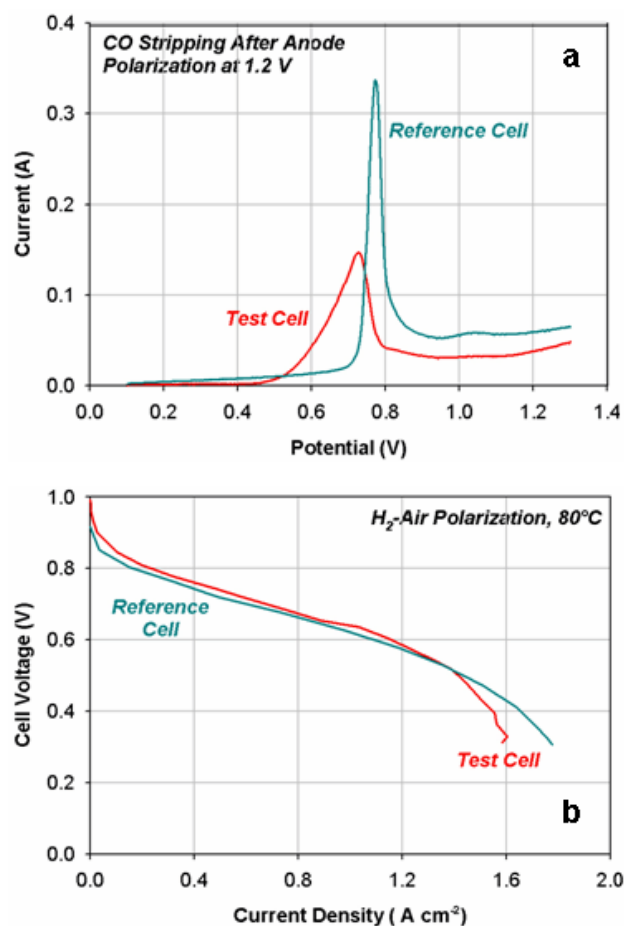 CO Stripping After Anode
Polarization at 1.2 V
a
Reference Cell
Test Cell
Current (A)
0.4
0.3
0.2
0.1
0.0
0.0 0.2 0.4 0.6 0.8 1.0 1.2 1.4
Potential (V)
H₂-Air Polarization, 80°C
Reference
Cell
Test Cell
b
Cell Voltage (V)
1.0
0.8
0.6
0.4
0.2
0.0
0.0 0.4 0.8 1.2 1.6 2.0
Current Density ( A cm⁻²)